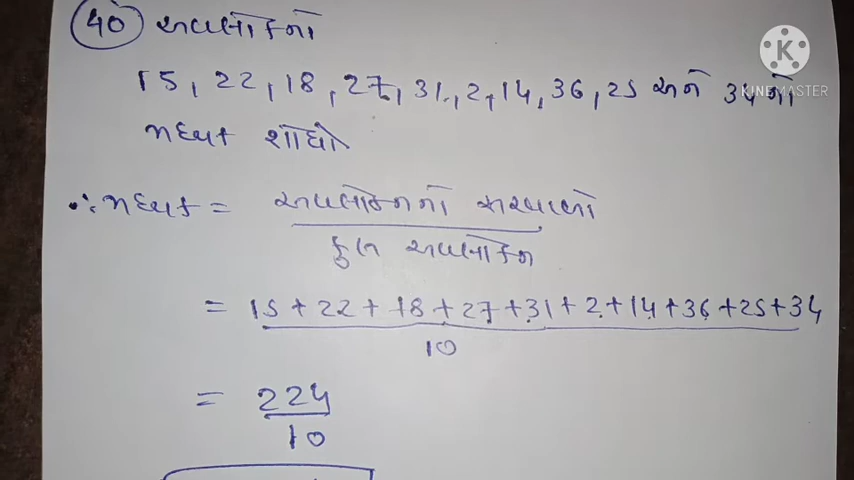 40 અવલોકનો
15, 22, 18, 27, 31, 2, 14, 36, 25 અને 34નો
મધ્યક શોધો
∴ મધ્યક = અવલોકનનો સરવાળો / કુલ અવલોકન
= 15 + 22 + 18 + 27 + 31 + 2 + 14 + 36 + 25 + 34 / 10
= 224 / 10
K
KINEMASTER